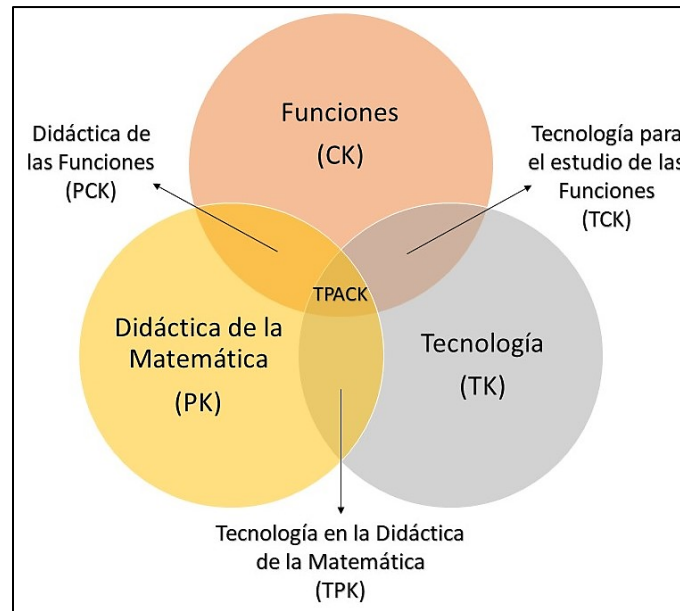 Funciones
(CK)
Didáctica de
las Funciones
(PCK)
Tecnología para
el estudio de las
Funciones
(TCK)
TPACK
Didáctica de la
Matemática
(PK)
Tecnología
(TK)
Tecnología en la Didáctica
de la Matemática
(TPK)